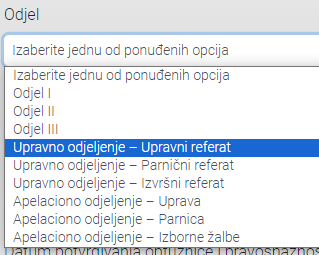 Odjel
Izaberite jednu od ponuđenih opcija
Izaberite jednu od ponuđenih opcija
Odjel I
Odjel II
Odjel III
Upravno odjeljenje – Upravni referat
Upravno odjeljenje – Parnični referat
Upravno odjeljenje – Izvršni referat
Apelaciono odjeljenje – Uprava
Apelaciono odjeljenje – Parnica
Apelaciono odjeljenje – Izborne žalbe
Datum potvrđivanja optužnice i pravosnažnos